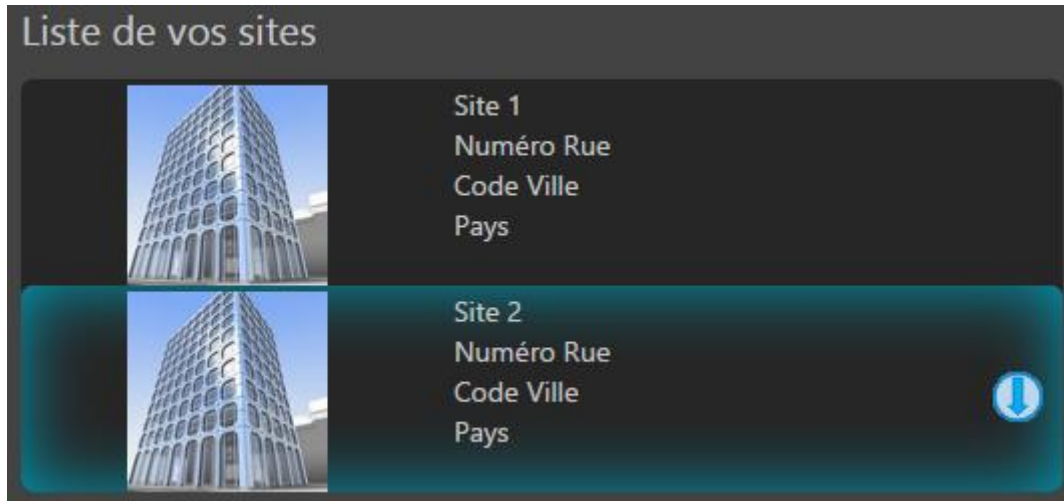 Liste de vos sites
Site 1
Numéro Rue
Code Ville
Pays
Site 2
Numéro Rue
Code Ville
Pays